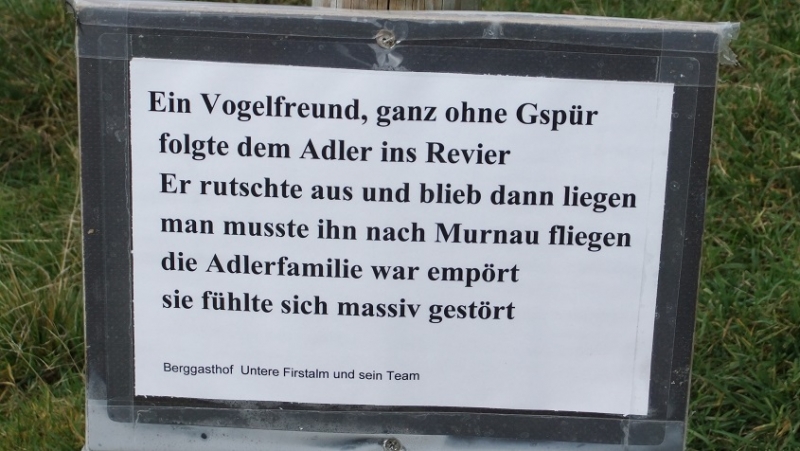 Ein Vogelfreund, ganz ohne Gspür
folgte dem Adler ins Revier
Er rutschte aus und blieb dann liegen
man musste ihn nach Murnau fliegen
die Adlerfamilie war empört
sie fühlte sich massiv gestört
Berggasthof Untere Firstalm und sein Team